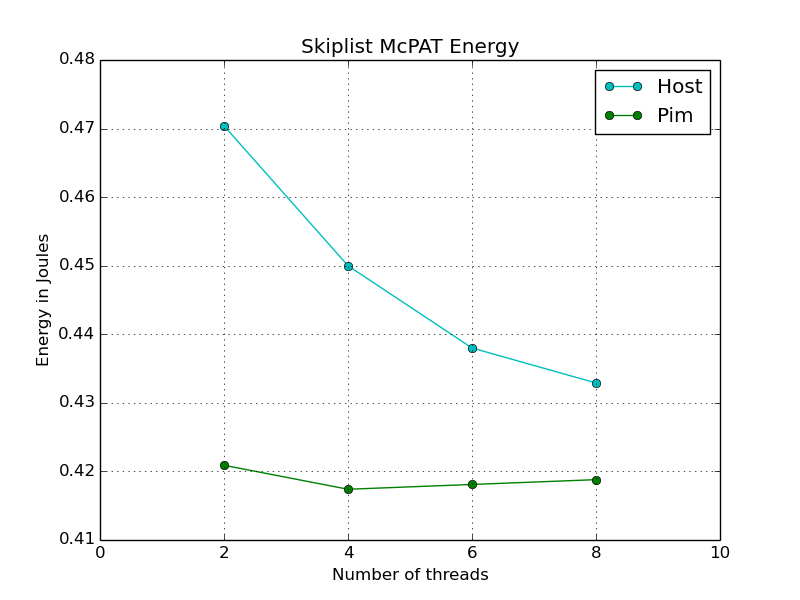 Skiplist McPAT Energy
Host
Pim
Energy in Joules
0.48
0.47
0.46
0.45
0.44
0.43
0.42
0.41
0 2 4 6 8 10
Number of threads